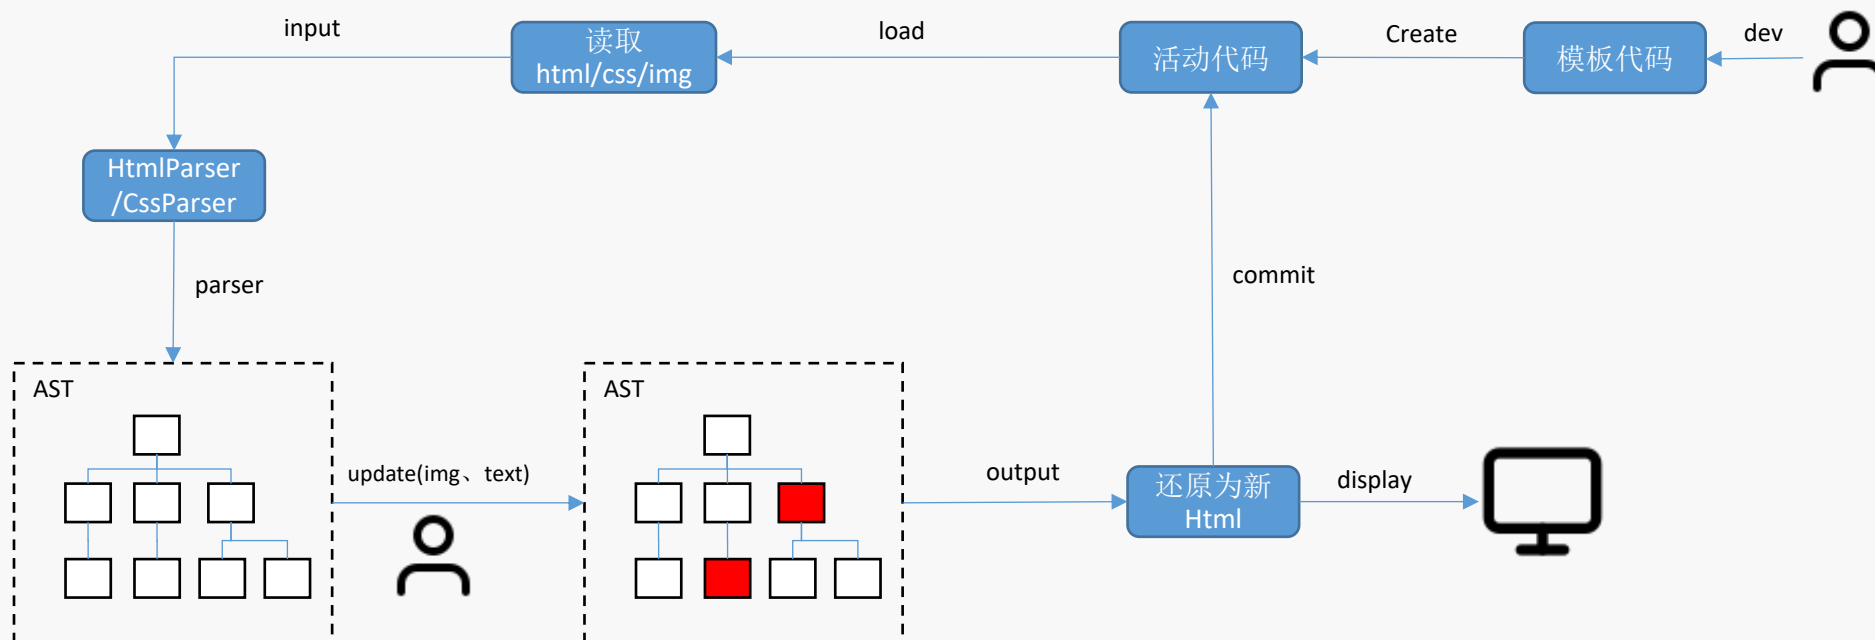 input
读取
html/css/img
load
活动代码
Create
模板代码
dev
HtmlParser
/CssParser
parser
commit
AST
AST
update(img、text)
output
还原为新
Html
display